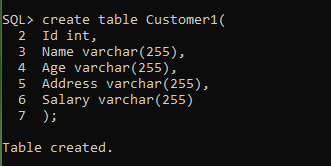 SQL> create table Customer1(
  2  Id int,
  3  Name varchar(255),
  4  Age varchar(255),
  5  Address varchar(255),
  6  Salary varchar(255)
  7  );
Table created.